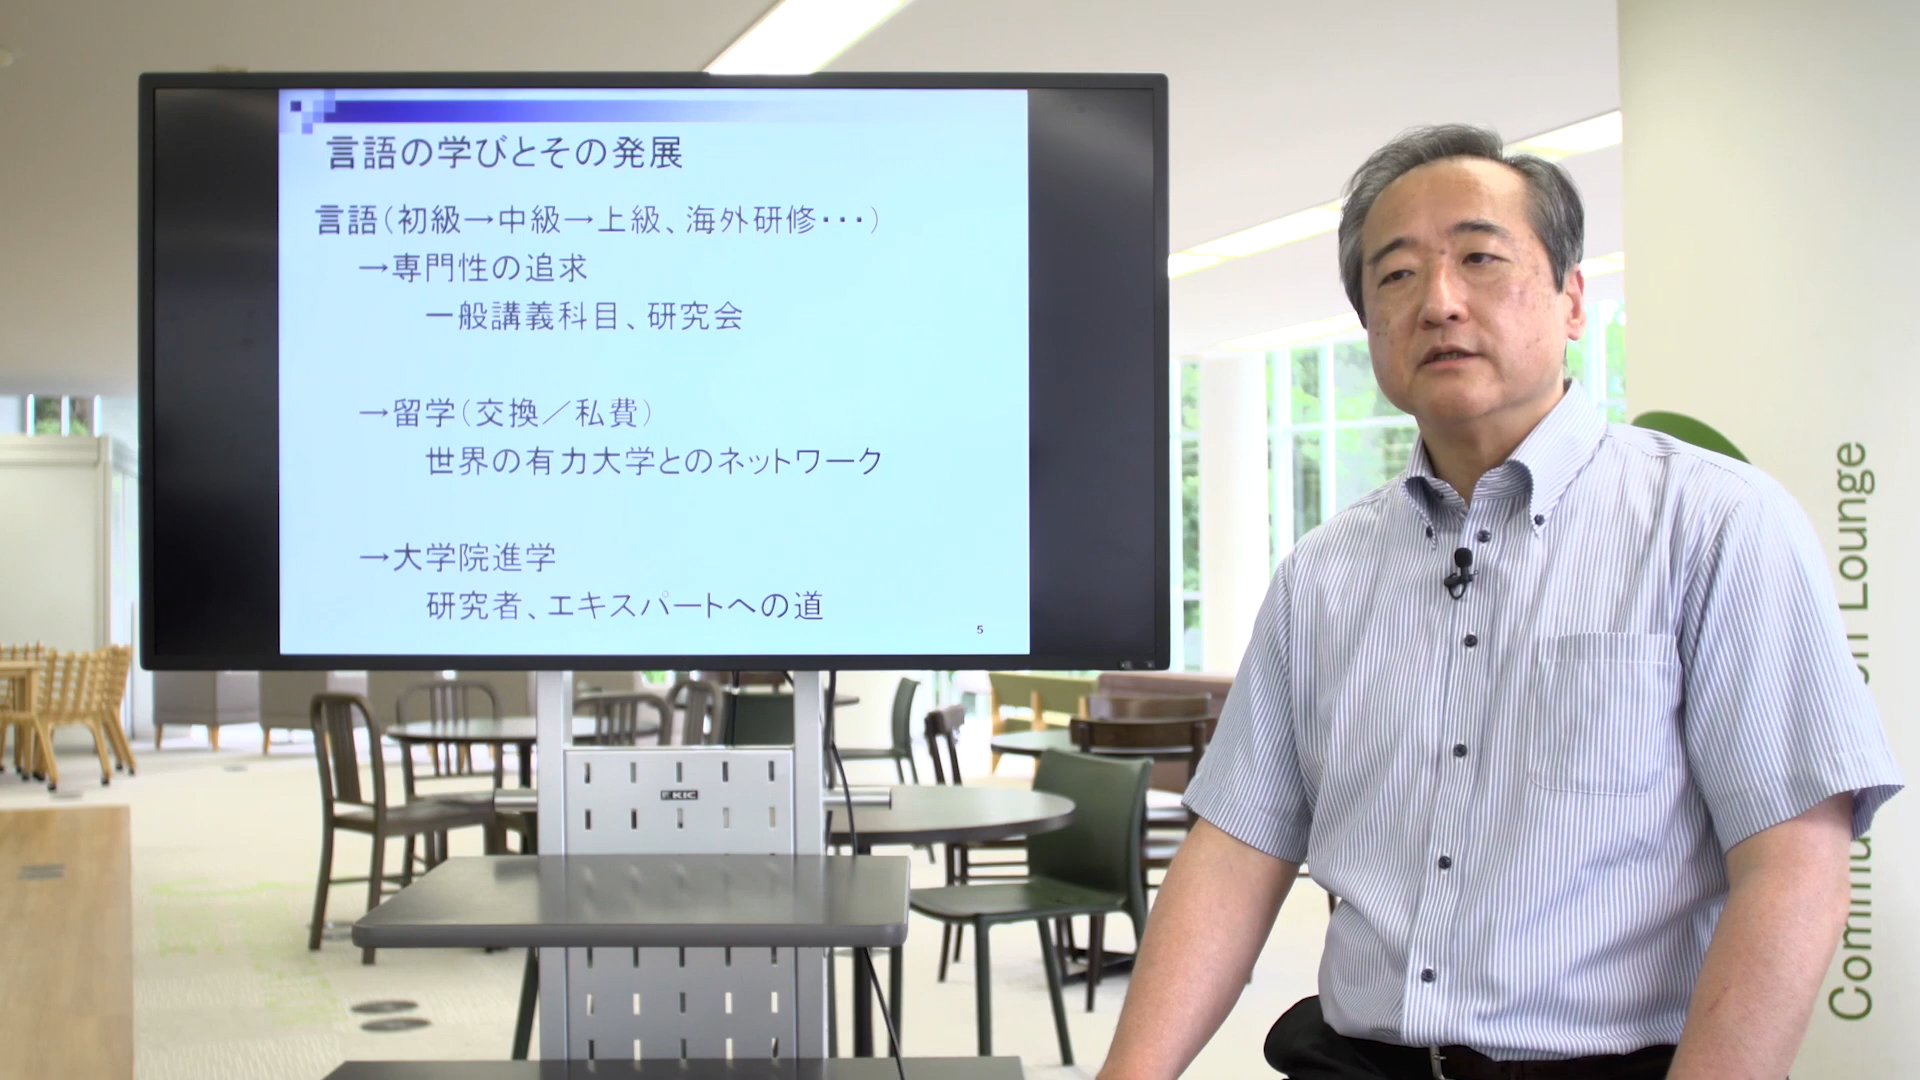 言語の学びとその発展
言語（初級→中級→上級、海外研修・・・）
→専門性の追求
一般講義科目、研究会
→留学（交換／私費）
世界の有力大学とのネットワーク
→大学院進学
研究者、エキスパートへの道
5
KIC
Lounge